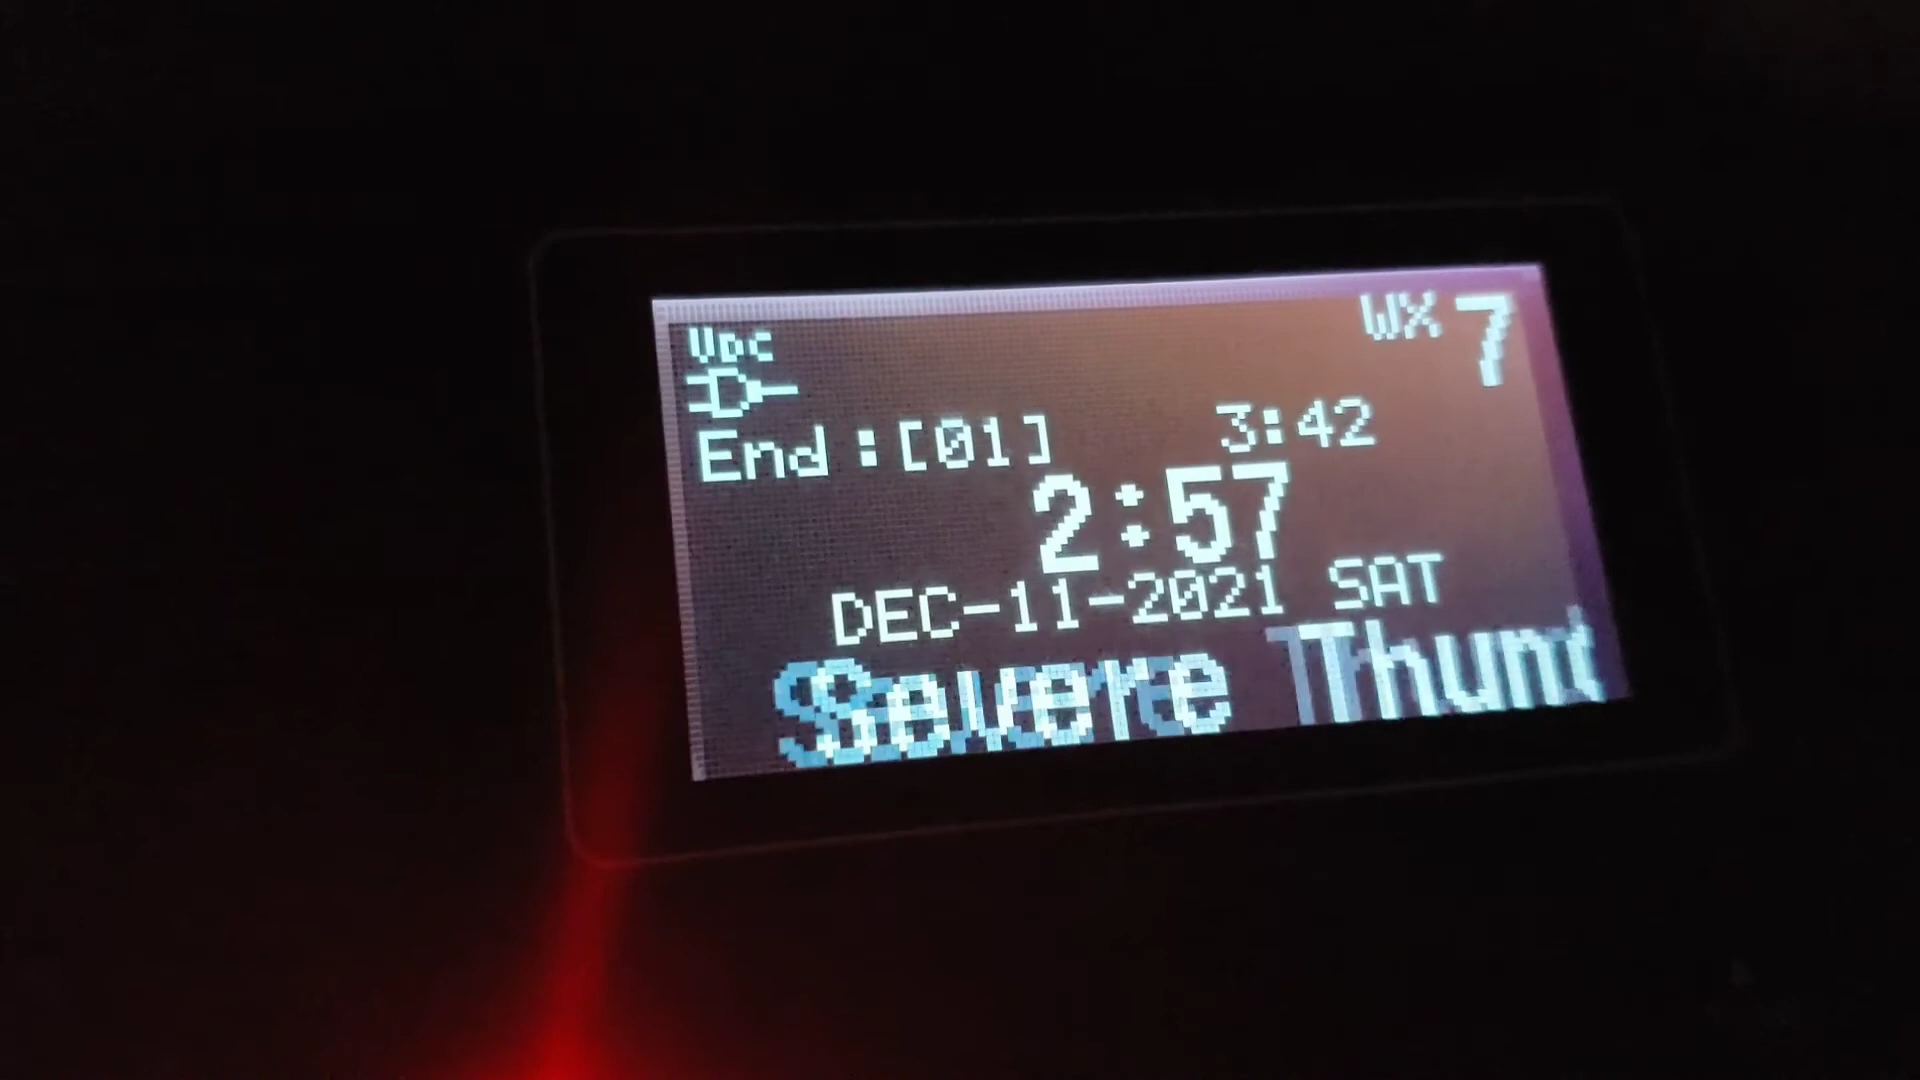 VDC
WX 7
End :[01] 3:42
2:57
DEC-11-2021 SAT
Severe Thund